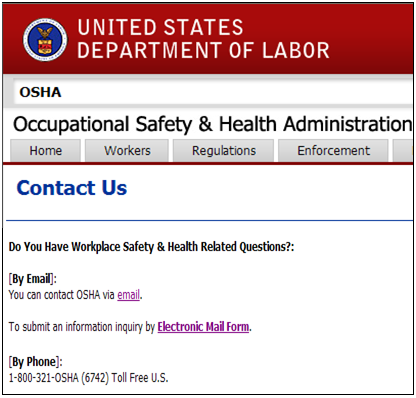 UNITED STATES
DEPARTMENT OF LABOR
OSHA
Occupational Safety & Health Administration
Home Workers Regulations Enforcement
Contact Us
Do You Have Workplace Safety & Health Related Questions?:
[By Email]:
You can contact OSHA via email.
To submit an information inquiry by Electronic Mail Form.
[By Phone]:
1-800-321-OSHA (6742) Toll Free U.S.